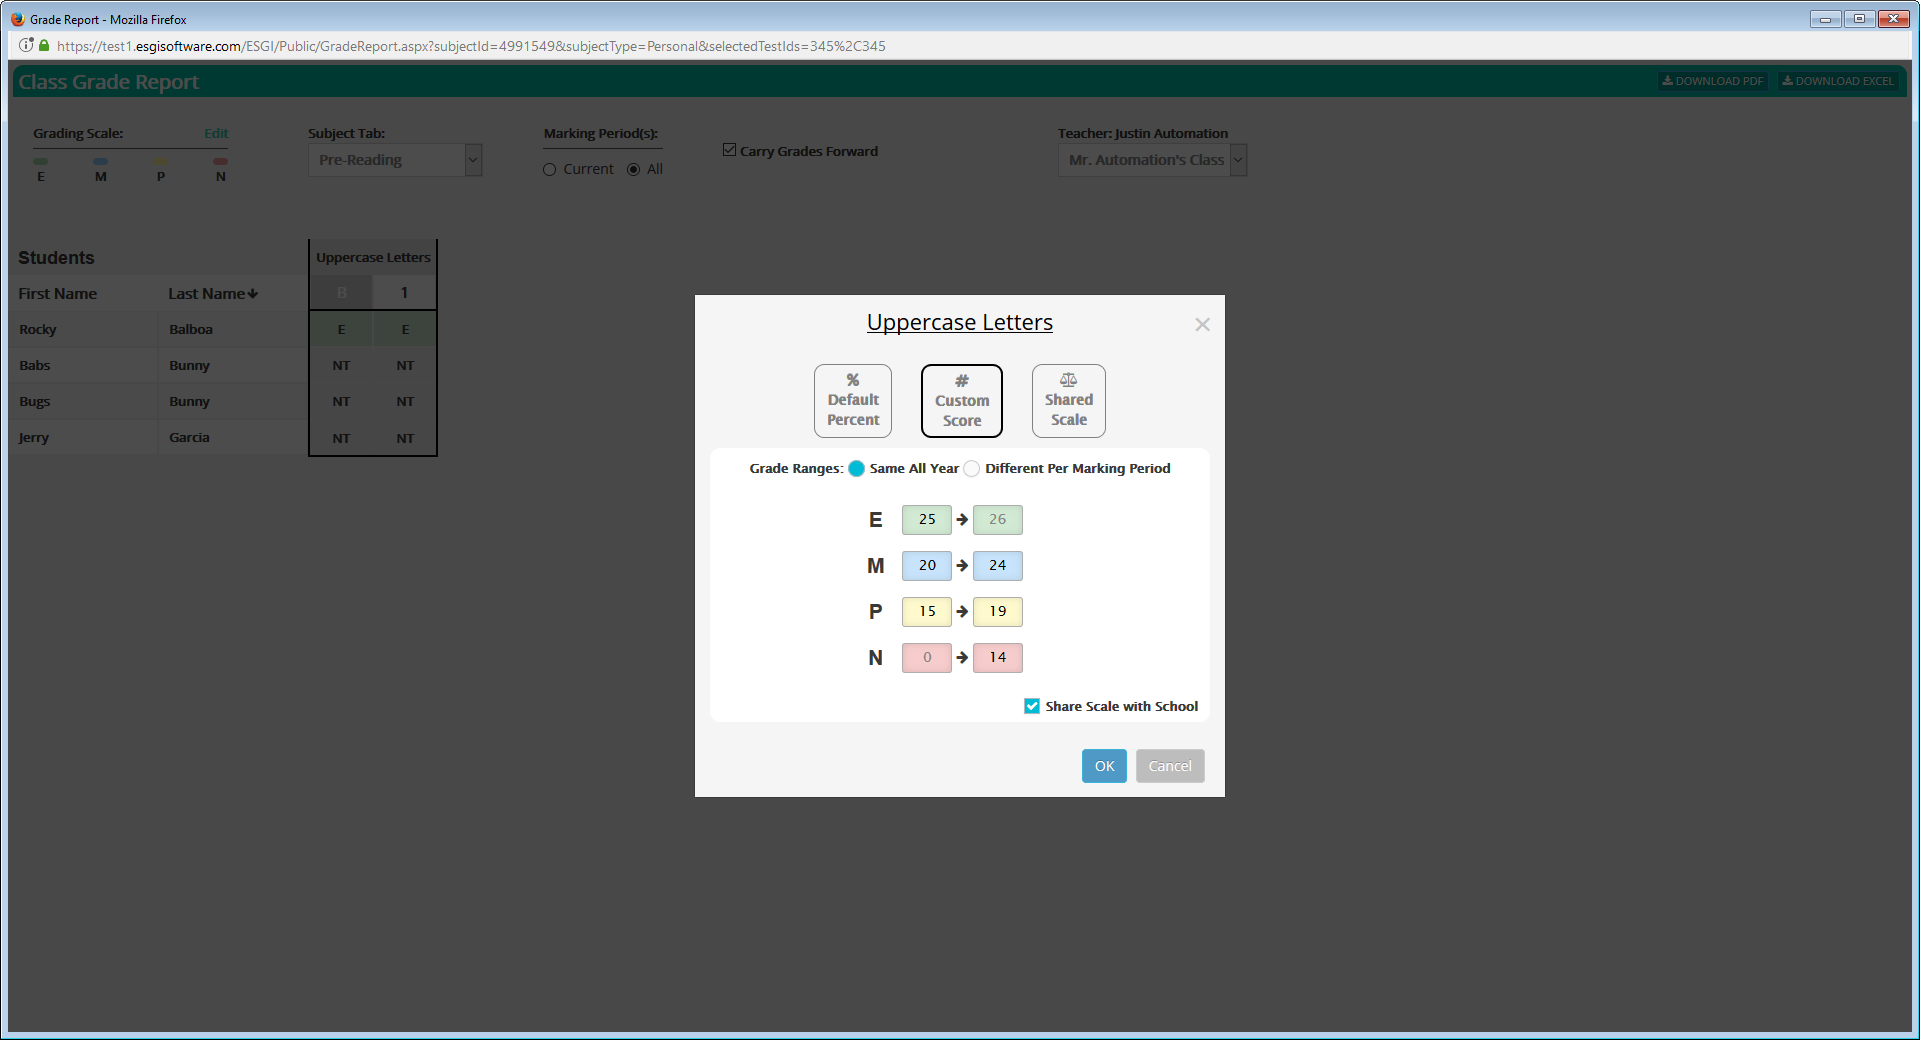 Grade Report - Mozilla Firefox
https://test1.esgisoftware.com/ESGI/Public/GradeReport.aspx?subjectId=4991549&subjectType=Personal&selectedTestIds=345%2C345
Class Grade Report
DOWNLOAD PDF
DOWNLOAD EXCEL
Grading Scale: Edit
E M P N
Subject Tab:
Pre-Reading
Marking Period(s):
Current All
Carry Grades Forward
Teacher: Justin Automation
Mr. Automation's Class
Students
Uppercase Letters
First Name Last Name B 1
Rocky Balboa E E
Babs Bunny NT NT
Bugs Bunny NT NT
Jerry Garcia NT NT
Uppercase Letters
%
Default
Percent
#
Custom
Score
Shared
Scale
Grade Ranges: Same All Year Different Per Marking Period
E 25 26
M 20 24
P 15 19
N 0 14
Share Scale with School
OK Cancel